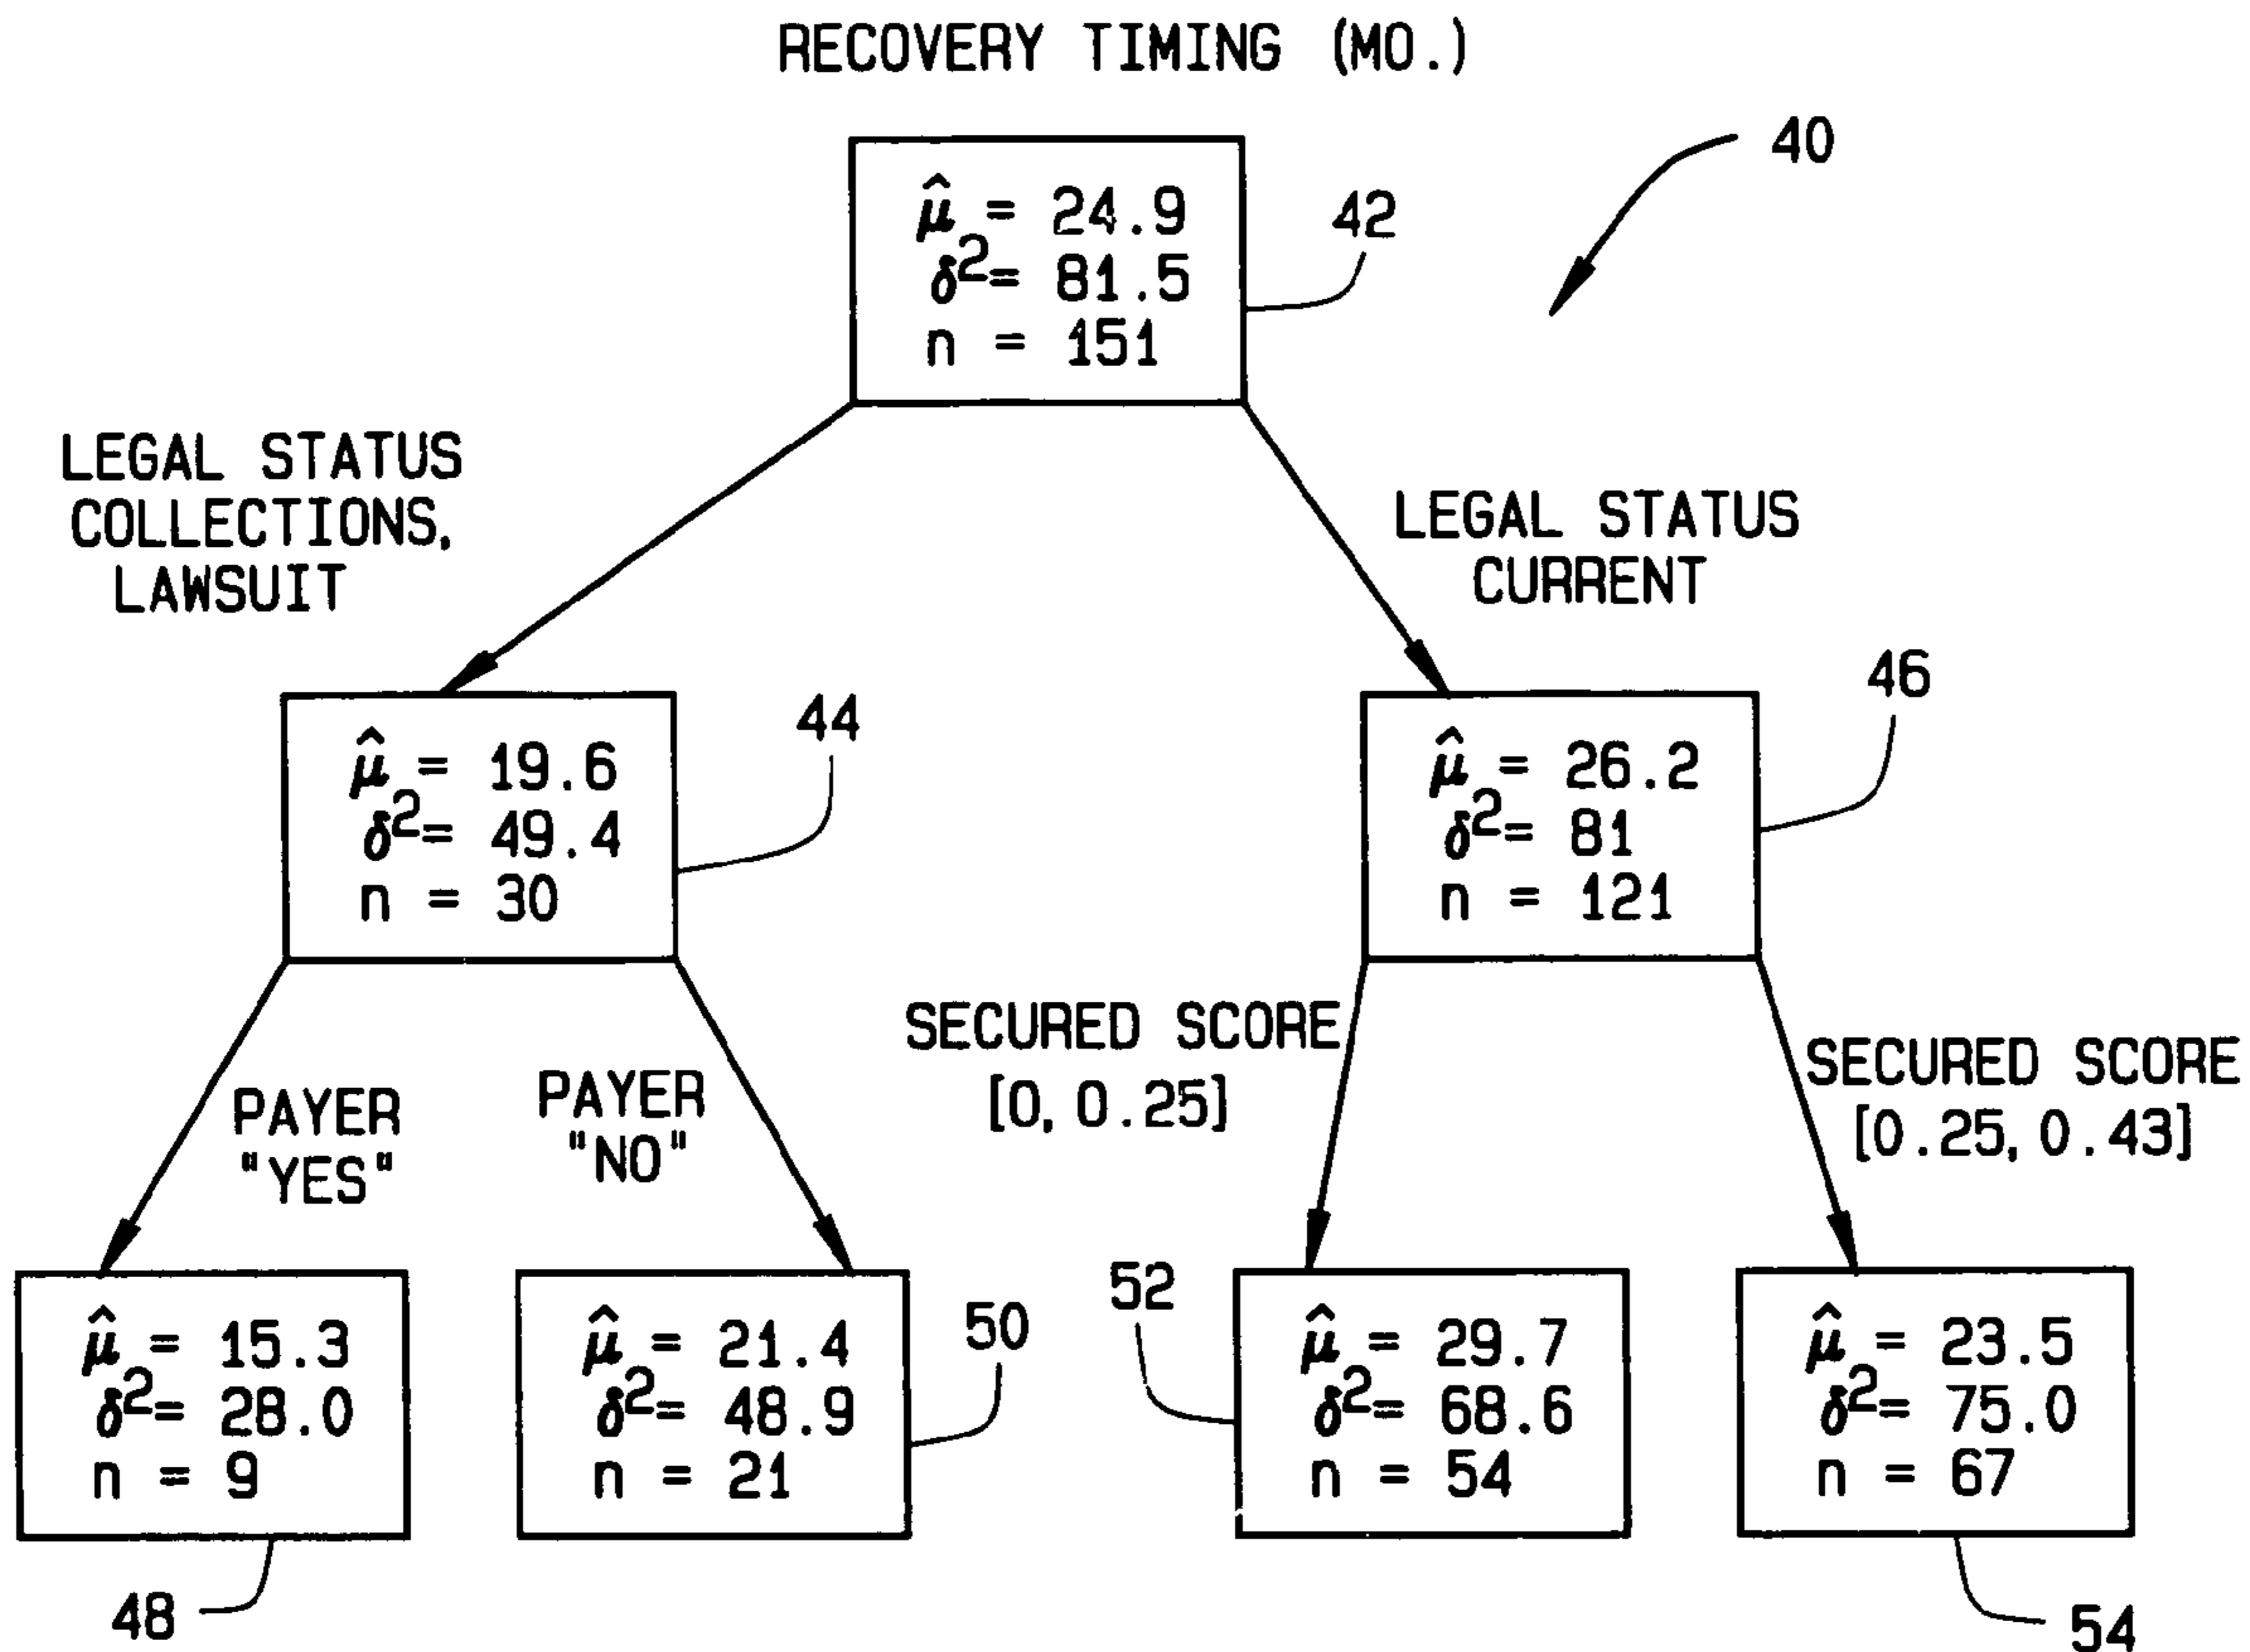 RECOVERY TIMING (MO.)
40
μ̂ = 24.9
δ²= 81.5
n = 151
42
LEGAL STATUS
COLLECTIONS,
LAWSUIT
LEGAL STATUS
CURRENT
μ̂ = 19.6
δ²= 49.4
n = 30
44
μ̂ = 26.2
δ²= 81
n = 121
46
PAYER
"YES"
PAYER
"NO"
SECURED SCORE
[0, 0.25]
SECURED SCORE
[0.25, 0.43]
μ̂ = 15.3
δ²= 28.0
n = 9
48
μ̂ = 21.4
δ²= 48.9
n = 21
50
52
μ̂ = 29.7
δ²= 68.6
n = 54
μ̂ = 23.5
δ²= 75.0
n = 67
54